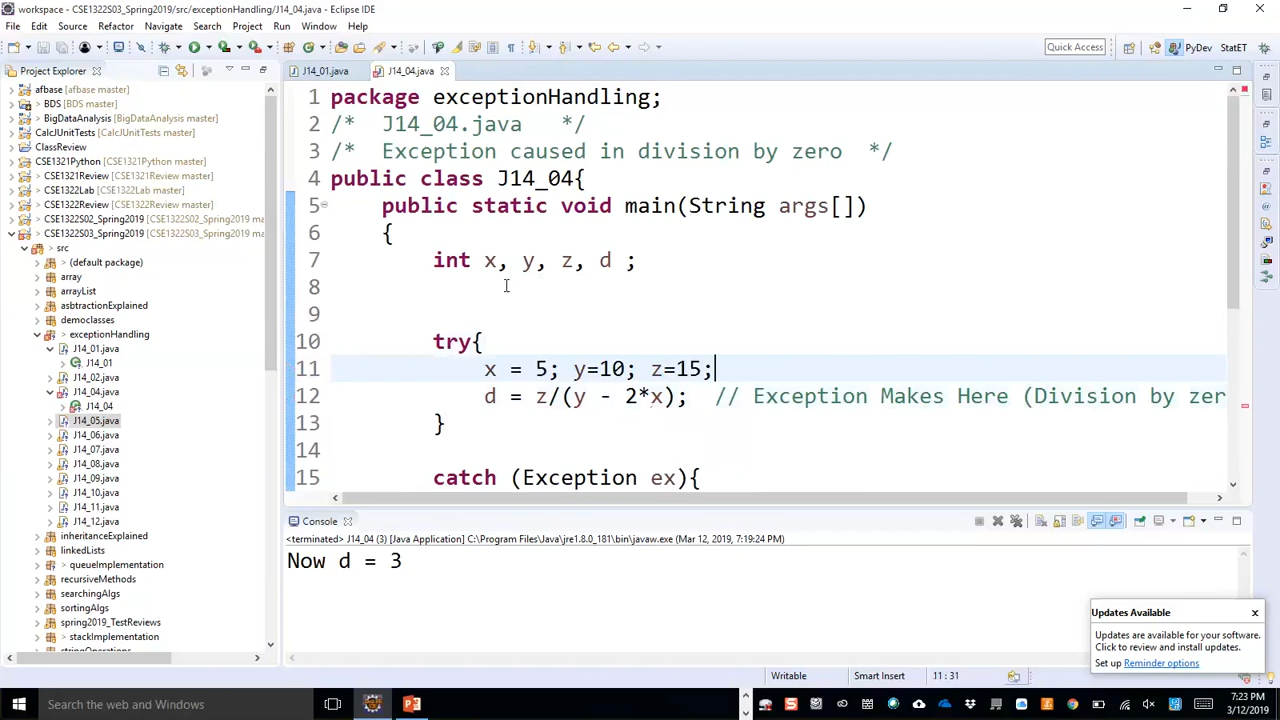 workspace - CSE1322S03_Spring2019/src/exceptionHandling/J14_04.java - Eclipse IDE
File Edit Source Refactor Navigate Search Project Run Window Help
Quick Access
PyDev StatET
Project Explorer
J14_01.java
J14_04.java
afbase [afbase master]
> BDS [BDS master]
> BigDataAnalysis [BigDataAnalysis master]
CalcJUnitTests [CalcJUnitTests master]
ClassReview
CSE1321Python [CSE1321Python master]
> CSE1321Review [CSE1321Review master]
> CSE1322Lab [CSE1322Lab master]
> CSE1322Review [CSE1322Review master]
CSE1322S02_Spring2019 [CSE1322S02_Spring2019 ma
> CSE1322S03_Spring2019 [CSE1322S03_Spring2019 ma
> src
> (default package)
array
arrayList
asbtractionExplained
democlasses
> exceptionHandling
J14_01.java
J14_01
J14_02.java
J14_04.java
J14_04
J14_05.java
J14_06.java
J14_07.java
J14_08.java
J14_09.java
J14_10.java
J14_11.java
J14_12.java
inheritanceExplained
linkedLists
> queueImplementation
recursiveMethods
searchingAlgs
sortingAlgs
spring2019_TestReviews
> stackImplementation
stringOperations
1 package exceptionHandling;
2 /* J14_04.java */
3 /* Exception caused in division by zero */
4 public class J14_04{
5 public static void main(String args[])
6 {
7 int x, y, z, d ;
8
9
10 try{
11 x = 5; y=10; z=15;
12 d = z/(y - 2*x); // Exception Makes Here (Division by zer
13 }
14
15 catch (Exception ex){
Console
<terminated> J14_04 (3) [Java Application] C:\Program Files\Java\jre1.8.0_181\bin\javaw.exe (Mar 12, 2019, 7:19:24 PM)
Now d = 3
Updates Available
Updates are available for your software.
Click to review and install updates.
Set up Reminder options
Writable
Smart Insert
11 : 31
Search the web and Windows
7:23 PM
3/12/2019